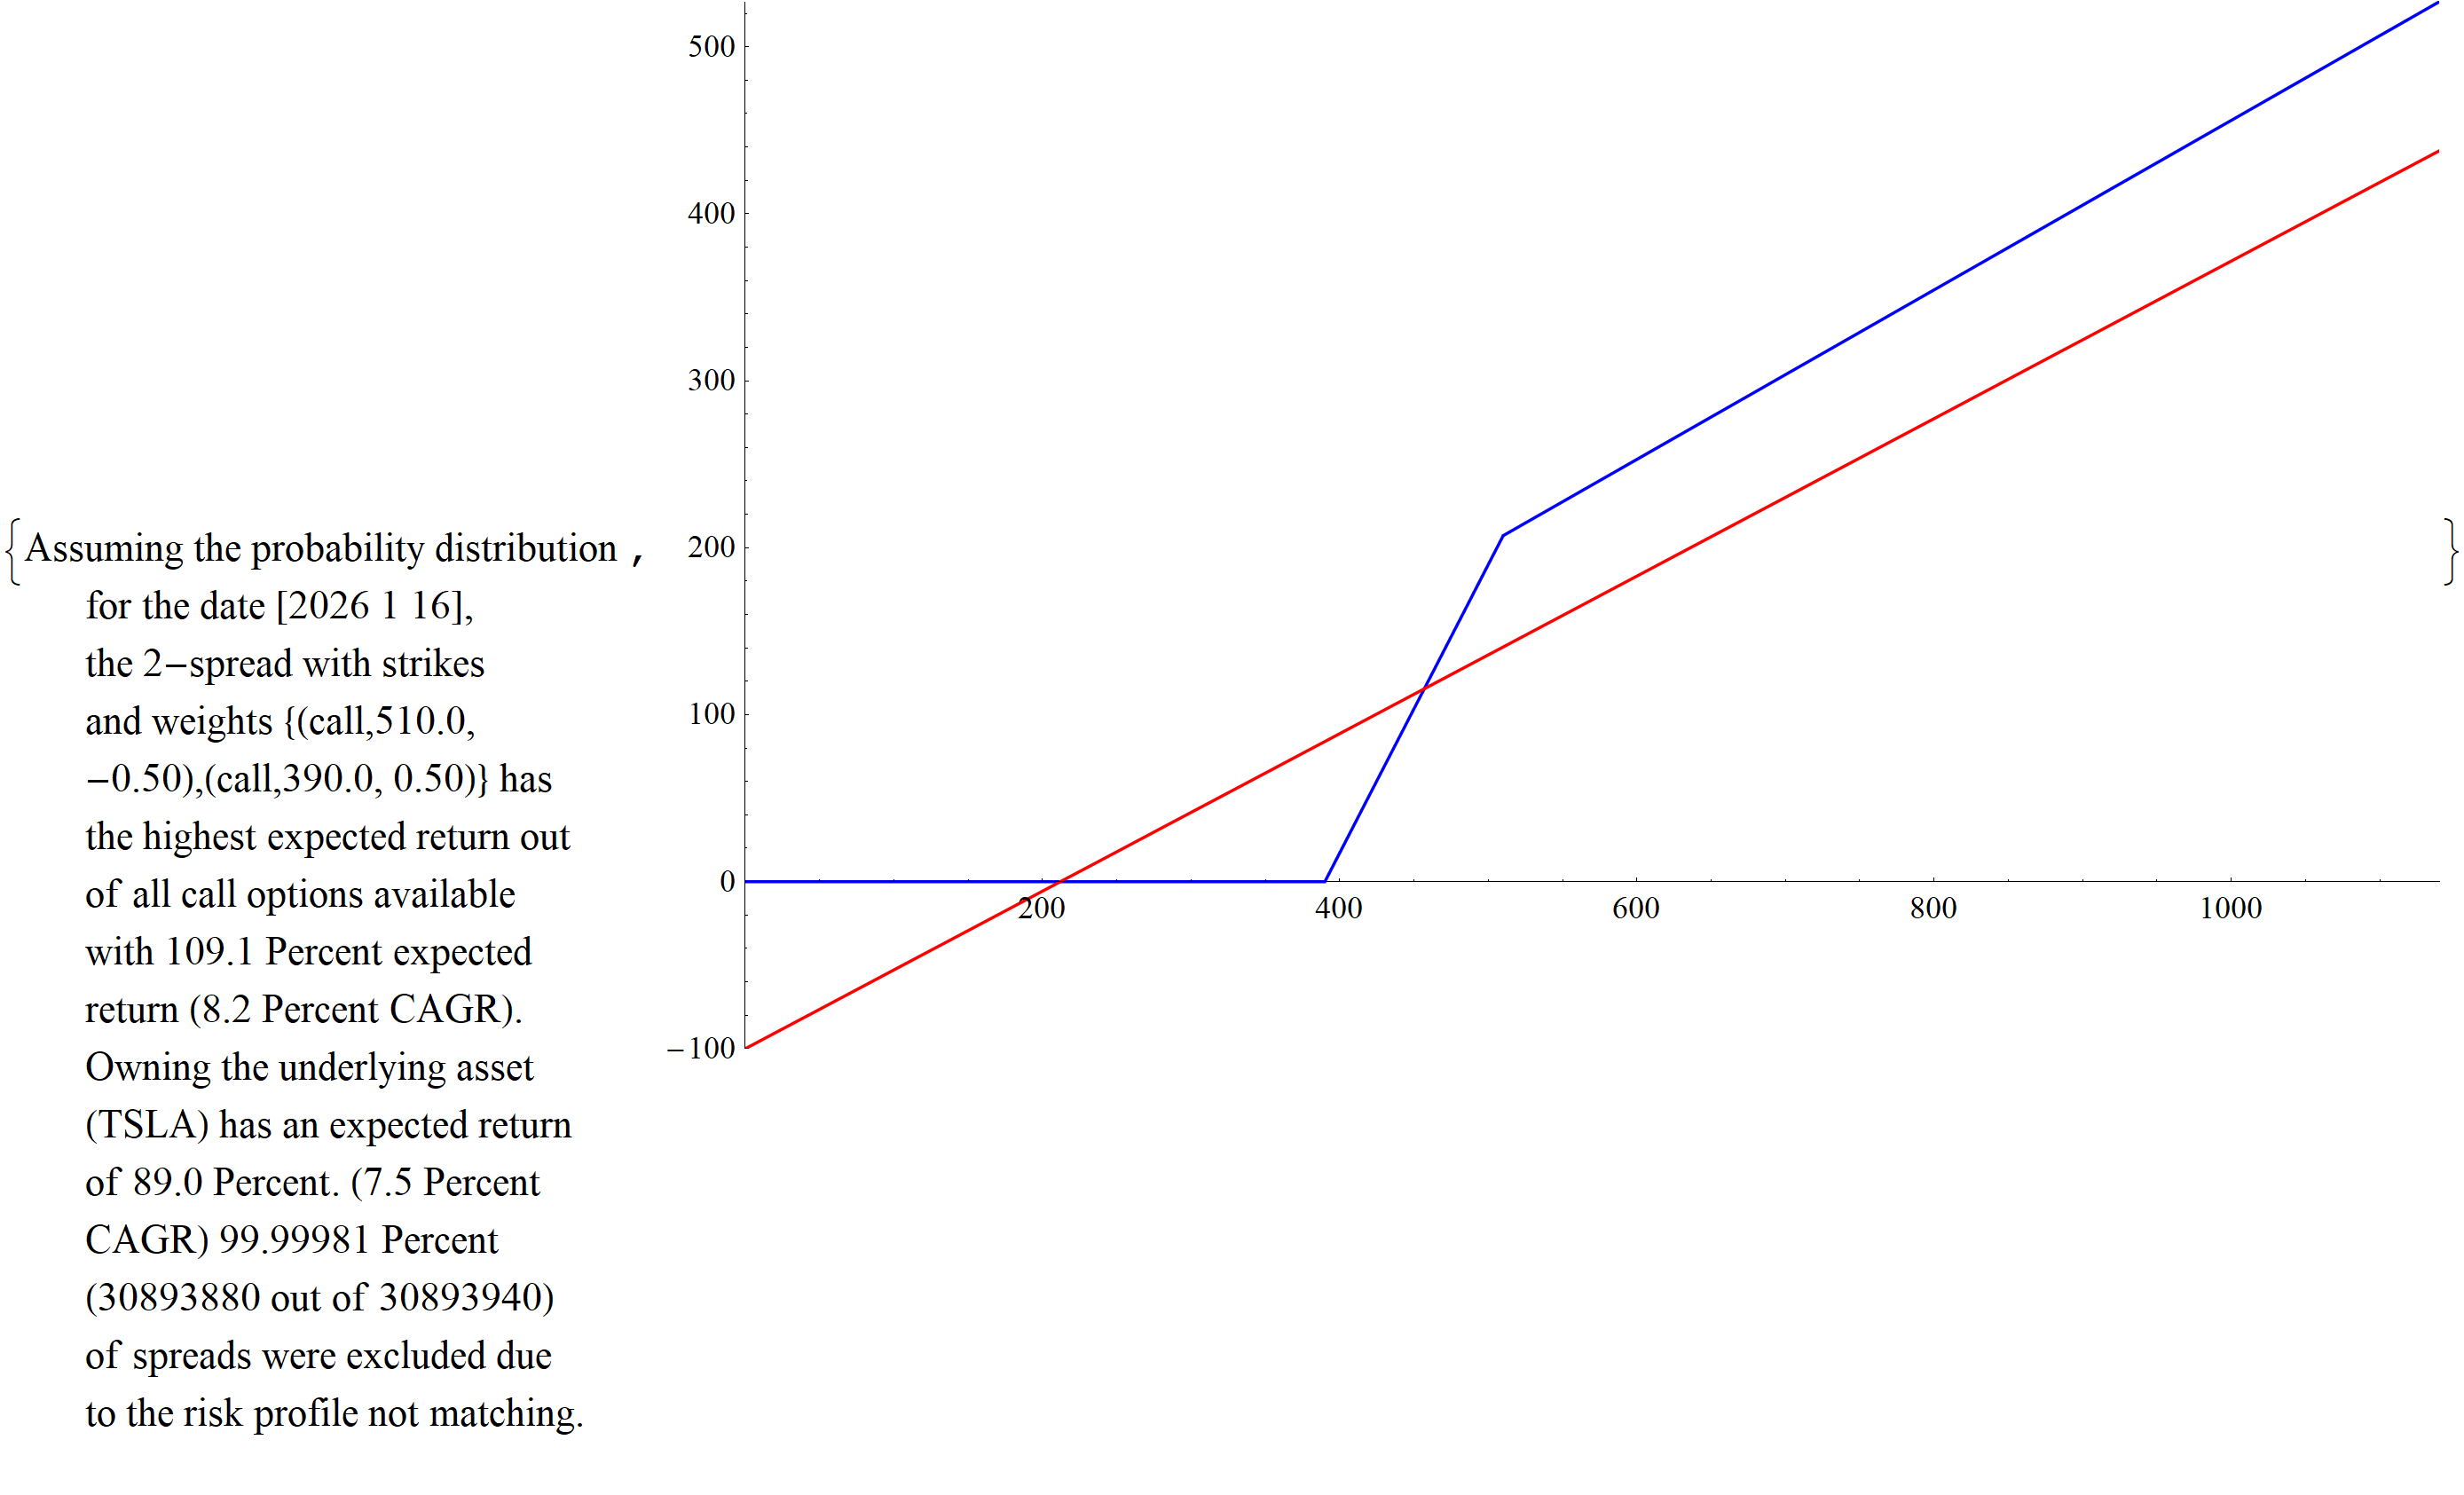 {Assuming the probability distribution ,
for the date [2026 1 16],
the 2−spread with strikes
and weights {(call,510.0,
−0.50),(call,390.0, 0.50)} has
the highest expected return out
of all call options available
with 109.1 Percent expected
return (8.2 Percent CAGR).
Owning the underlying asset
(TSLA) has an expected return
of 89.0 Percent. (7.5 Percent
CAGR) 99.99981 Percent
(30893880 out of 30893940)
of spreads were excluded due
to the risk profile not matching.
500
400
300
200
100
0
−100
200 400 600 800 1000
}